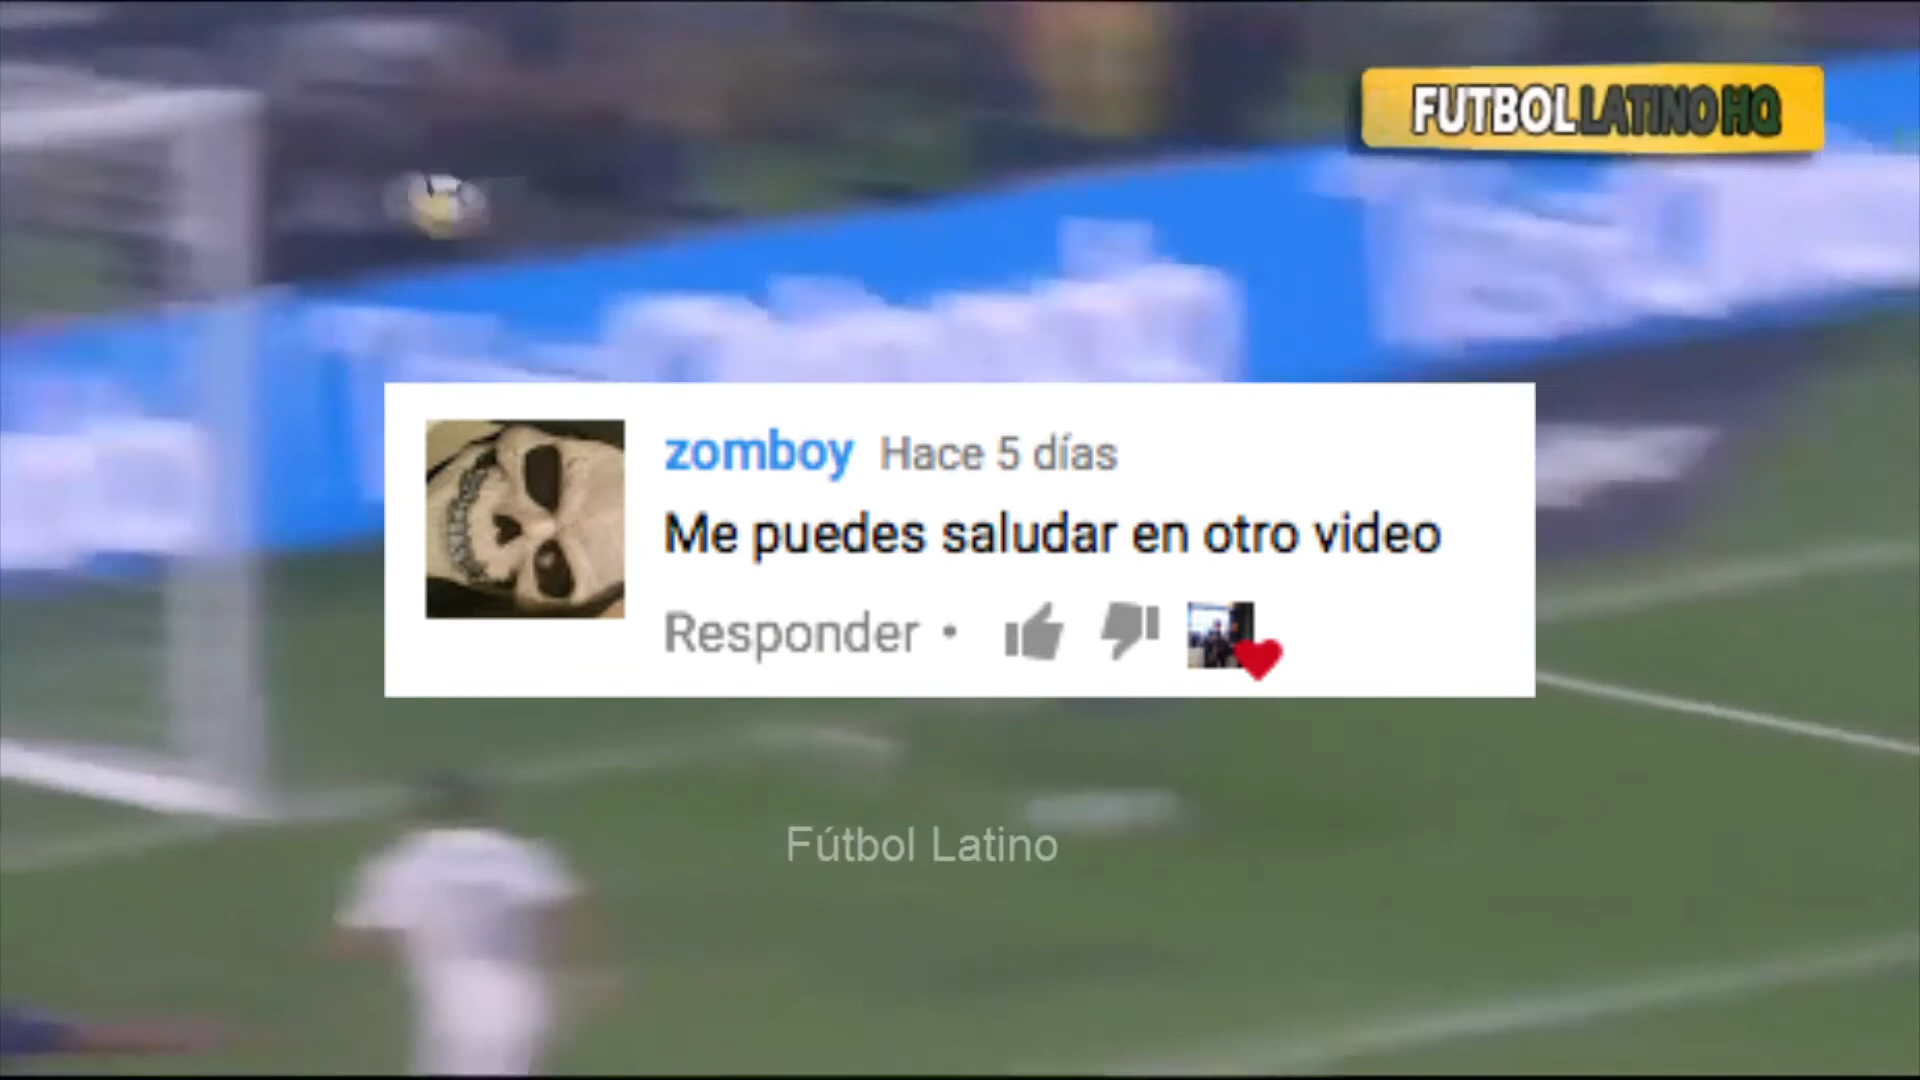 FUTBOL LATINO HQ
zomboy Hace 5 días
Me puedes saludar en otro video
Responder •
Fútbol Latino